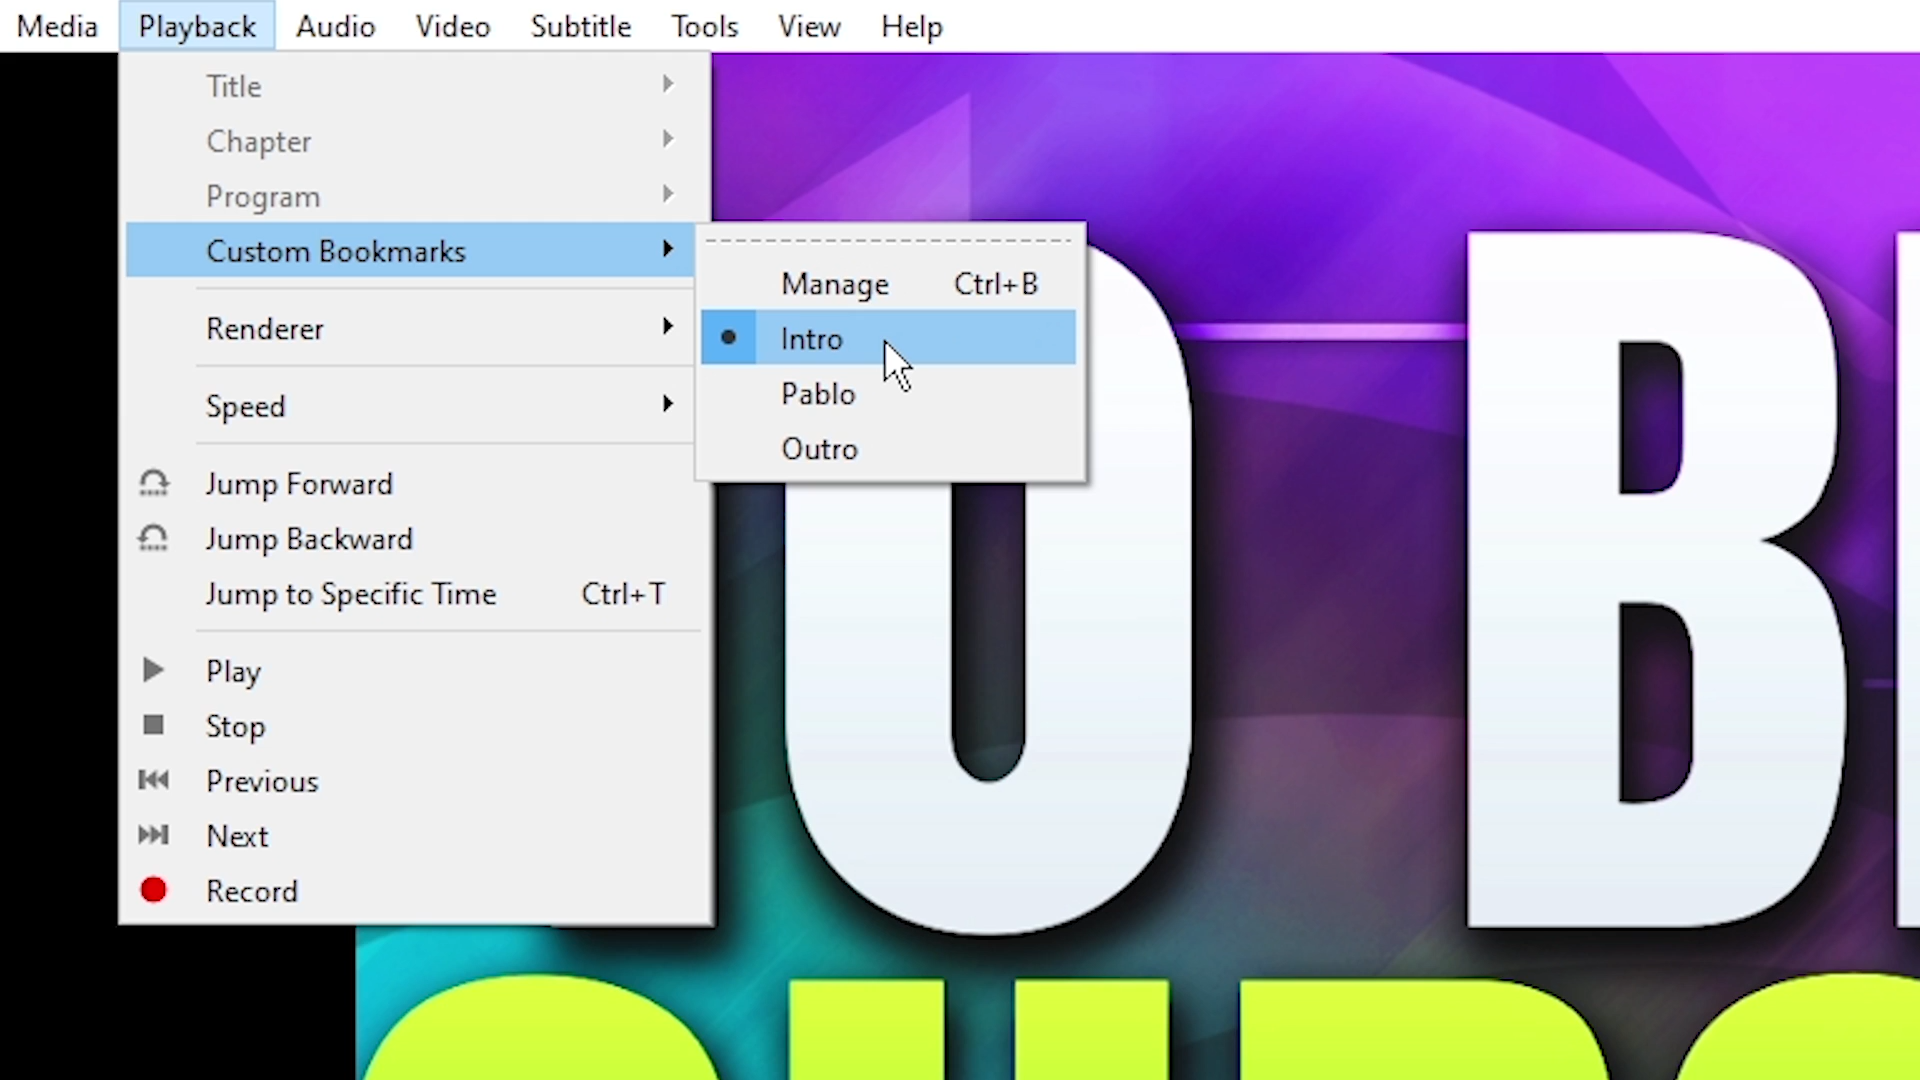 Media Playback Audio Video Subtitle Tools View Help
Title
Chapter
Program
Custom Bookmarks
Manage Ctrl+B
Intro
Pablo
Outro
Renderer
Speed
Jump Forward
Jump Backward
Jump to Specific Time Ctrl+T
Play
Stop
Previous
Next
Record
O B